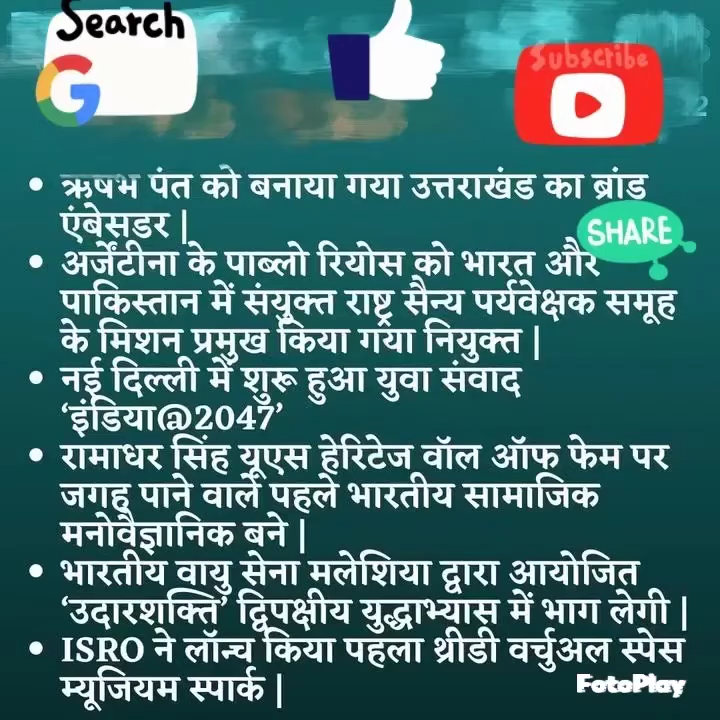 Search
G
Subscribe
2
• ऋषभ पंत को बनाया गया उत्तराखंड का ब्रांड
एंबेसडर |
SHARE
• अर्जेंटीना के पाब्लो रियोस को भारत और
पाकिस्तान में संयुक्त राष्ट्र सैन्य पर्यवेक्षक समूह
के मिशन प्रमुख किया गया नियुक्त |
• नई दिल्ली में शुरू हुआ युवा संवाद
‘इंडिया@2047’
• रामाधर सिंह यूएस हेरिटेज वॉल ऑफ फेम पर
जगह पाने वाले पहले भारतीय सामाजिक
मनोवैज्ञानिक बने |
• भारतीय वायु सेना मलेशिया द्वारा आयोजित
‘उदारशक्ति’ द्विपक्षीय युद्धाभ्यास में भाग लेगी |
• ISRO ने लॉन्च किया पहला थ्रीडी वर्चुअल स्पेस
म्यूजियम स्पार्क |
FotoPlay